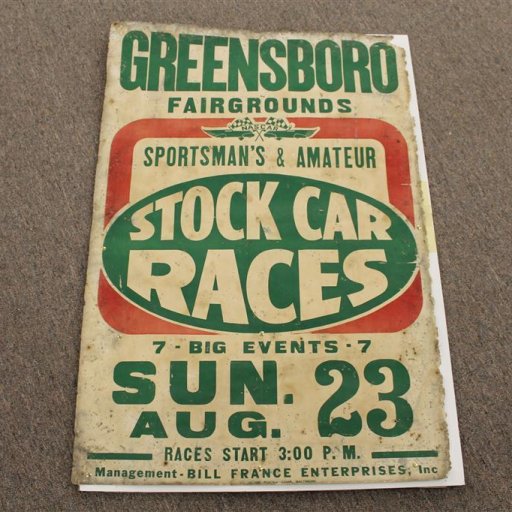 GREENSBORO
FAIRGROUNDS
NASCAR
SPORTSMAN'S & AMATEUR
STOCK CAR
RACES
7 - BIG EVENTS - 7
SUN. 23
AUG.
RACES START 3:00 P. M.
Management - BILL FRANCE ENTERPRISES, Inc